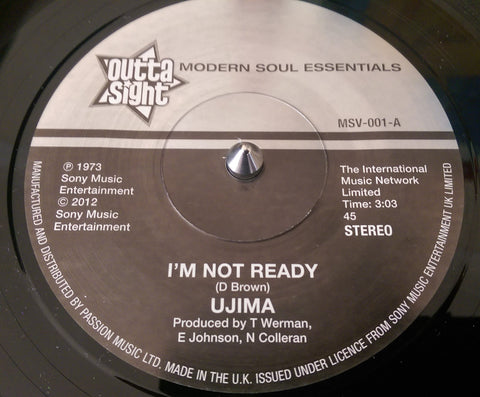 outta
sight
MODERN SOUL ESSENTIALS
MSV-001-A
℗ 1973
Sony Music
Entertainment
© 2012
Sony Music
Entertainment
The International
Music Network
Limited
Time: 3:03
45
STEREO
I'M NOT READY
(D Brown)
UJIMA
Produced by T Werman,
E Johnson, N Colleran
MANUFACTURED AND DISTRIBUTED BY PASSION MUSIC LTD. MADE IN THE U.K. ISSUED UNDER LICENCE FROM SONY MUSIC ENTERTAINMENT UK LIMITED